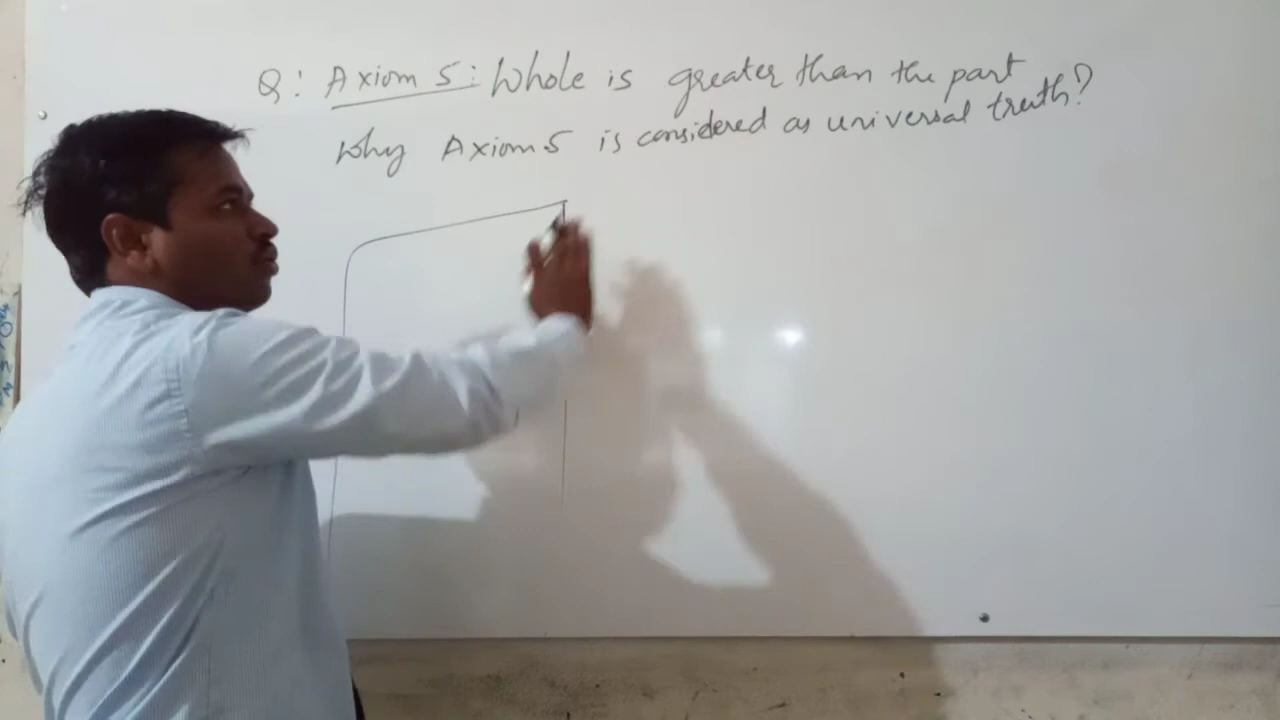 Q: Axiom 5: Whole is greater than the part
Why Axiom 5 is considered as universal truth?